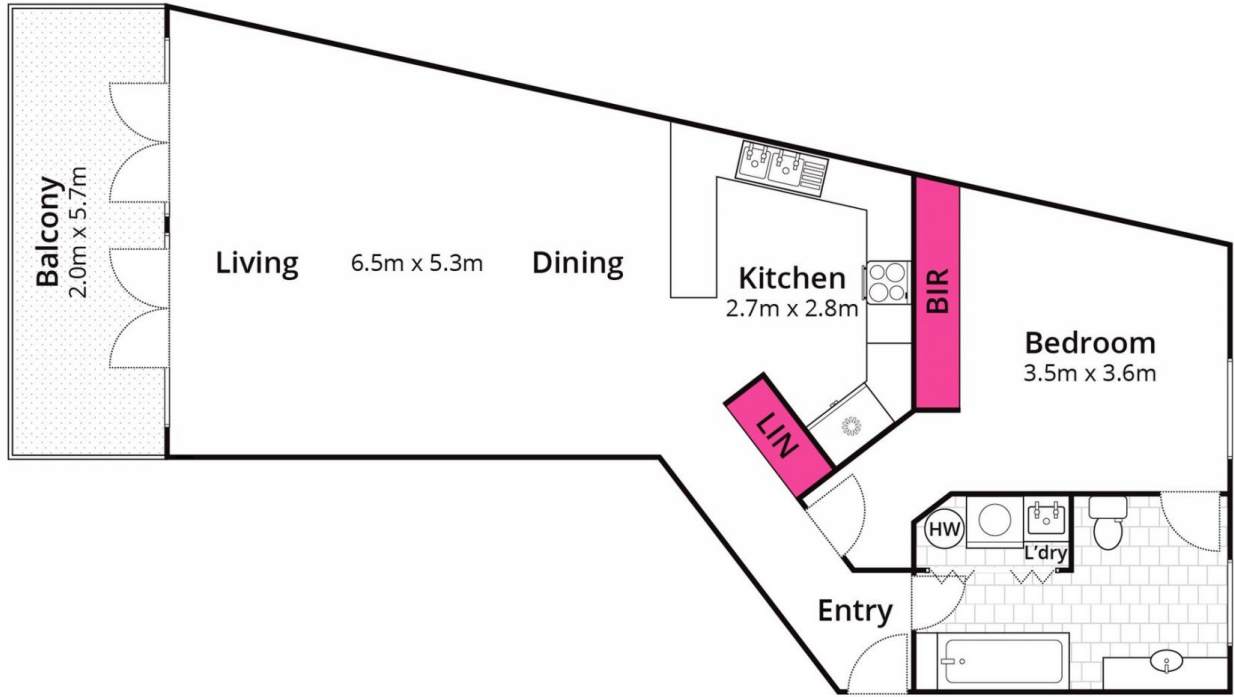 Balcony
2.0m x 5.7m
Living
6.5m x 5.3m
Dining
Kitchen
2.7m x 2.8m
BIR
Bedroom
3.5m x 3.6m
LIN
HW
L'dry
Entry